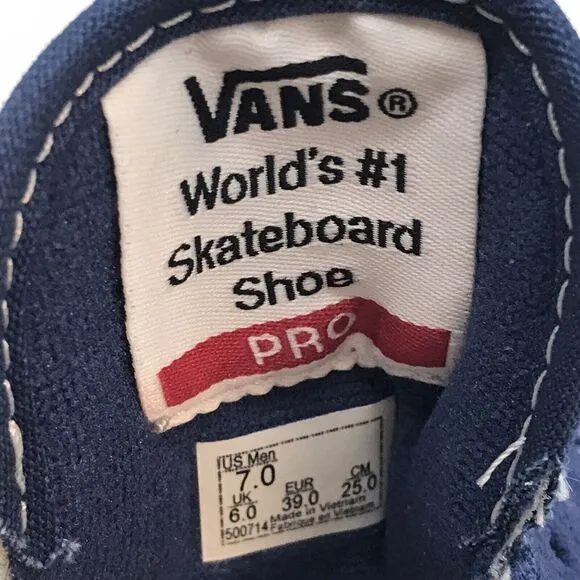 VANS®
World's #1
Skateboard
Shoe
PRO
US Men
7.0
UK EUR CM
6.0 39.0 25.0
500714 Made in Vietnam
Fabriqué en Vietnam